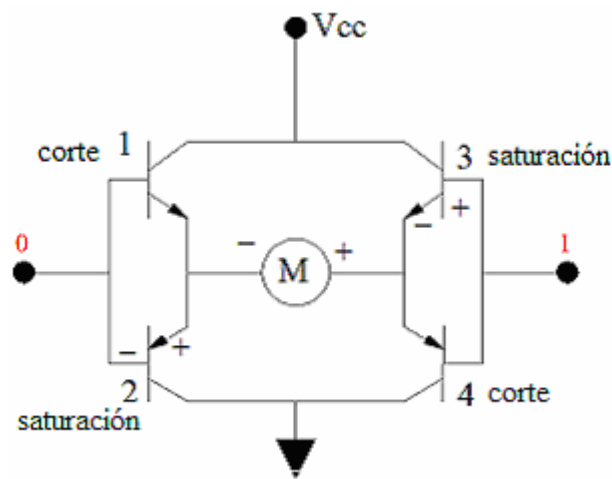 Vcc
corte 1
3 saturación
− +
0
− M +
1
− +
2
saturación
4 corte